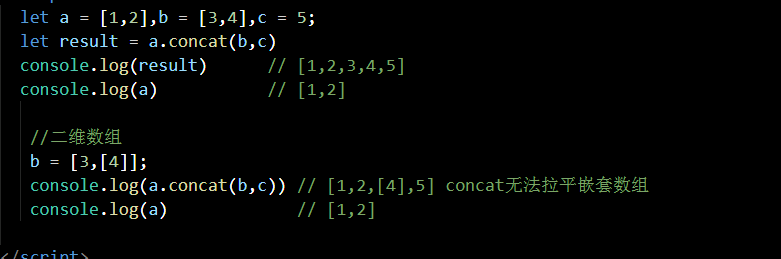 let a = [1,2],b = [3,4],c = 5;
let result = a.concat(b,c)
console.log(result)      // [1,2,3,4,5]
console.log(a)           // [1,2]
//二维数组
b = [3,[4]];
console.log(a.concat(b,c)) // [1,2,[4],5] concat无法拉平嵌套数组
console.log(a)             // [1,2]
</script>